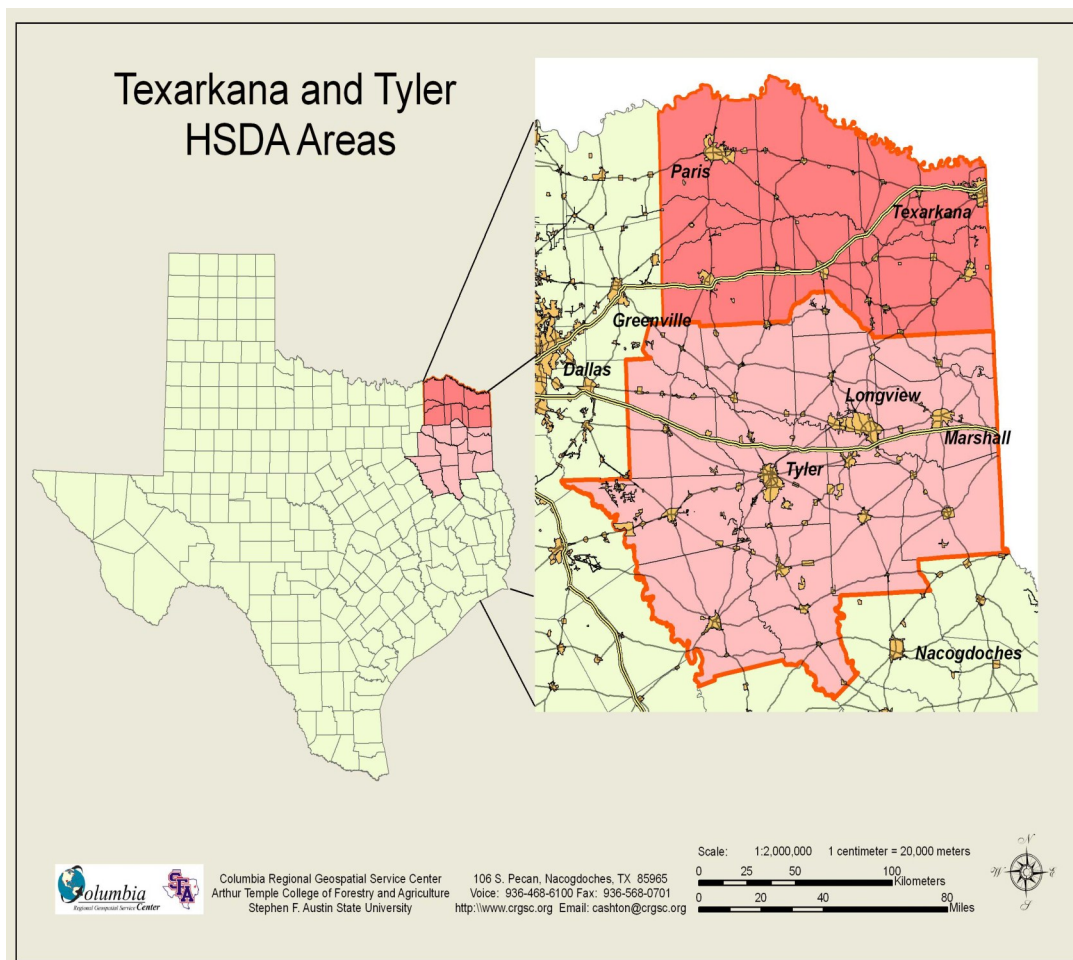 Texarkana and Tyler
HSDA Areas
Paris
Texarkana
Greenville
Dallas
Longview
Marshall
Tyler
Nacogdoches
Columbia
Regional Geospatial Service Center
SFA
Columbia Regional Geospatial Service Center
Arthur Temple College of Forestry and Agriculture
Stephen F. Austin State University
106 S. Pecan, Nacogdoches, TX  85965
Voice:  936-468-6100 Fax:  936-568-0701
http:\\www.crgsc.org  Email: cashton@crgsc.org
Scale: 1:2,000,000 1 centimeter = 20,000 meters
0 25 50 100
Kilometers
0 20 40 80
Miles
N
W E
S